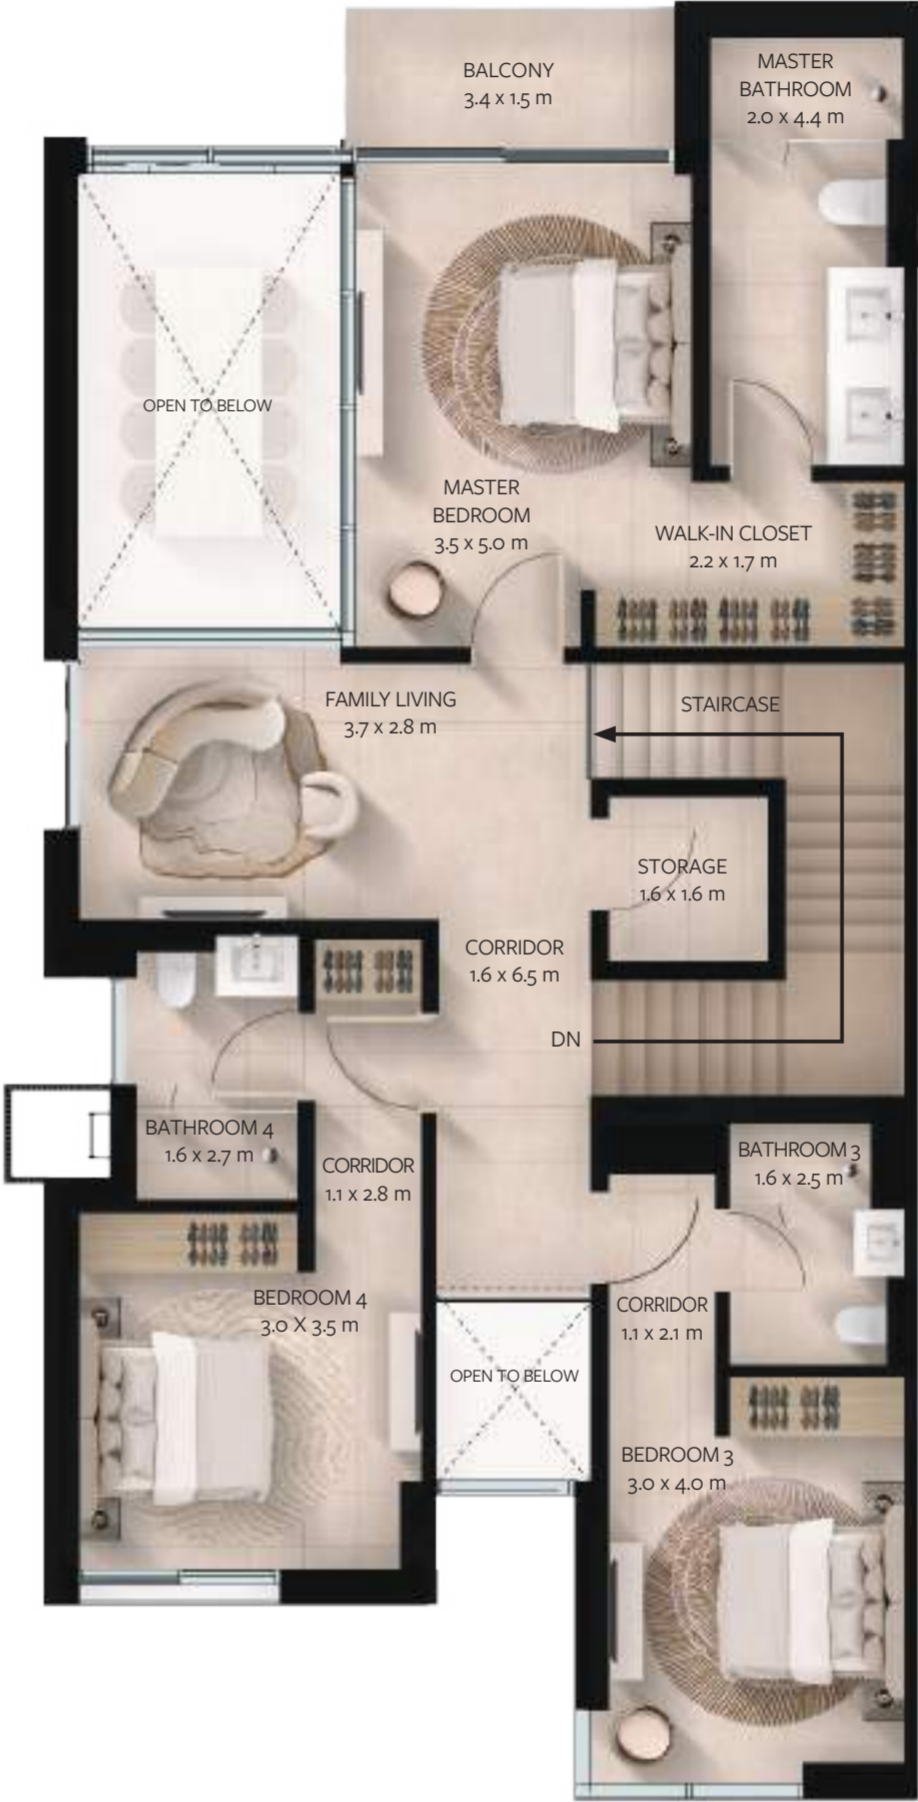 BALCONY
3.4 x 1.5 m
MASTER
BATHROOM
2.0 x 4.4 m
OPEN TO BELOW
MASTER
BEDROOM
3.5 x 5.0 m
WALK-IN CLOSET
2.2 x 1.7 m
FAMILY LIVING
3.7 x 2.8 m
STAIRCASE
STORAGE
1.6 x 1.6 m
CORRIDOR
1.6 x 6.5 m
DN
BATHROOM 4
1.6 x 2.7 m
CORRIDOR
1.1 x 2.8 m
BATHROOM 3
1.6 x 2.5 m
BEDROOM 4
3.0 X 3.5 m
CORRIDOR
1.1 x 2.1 m
OPEN TO BELOW
BEDROOM 3
3.0 x 4.0 m